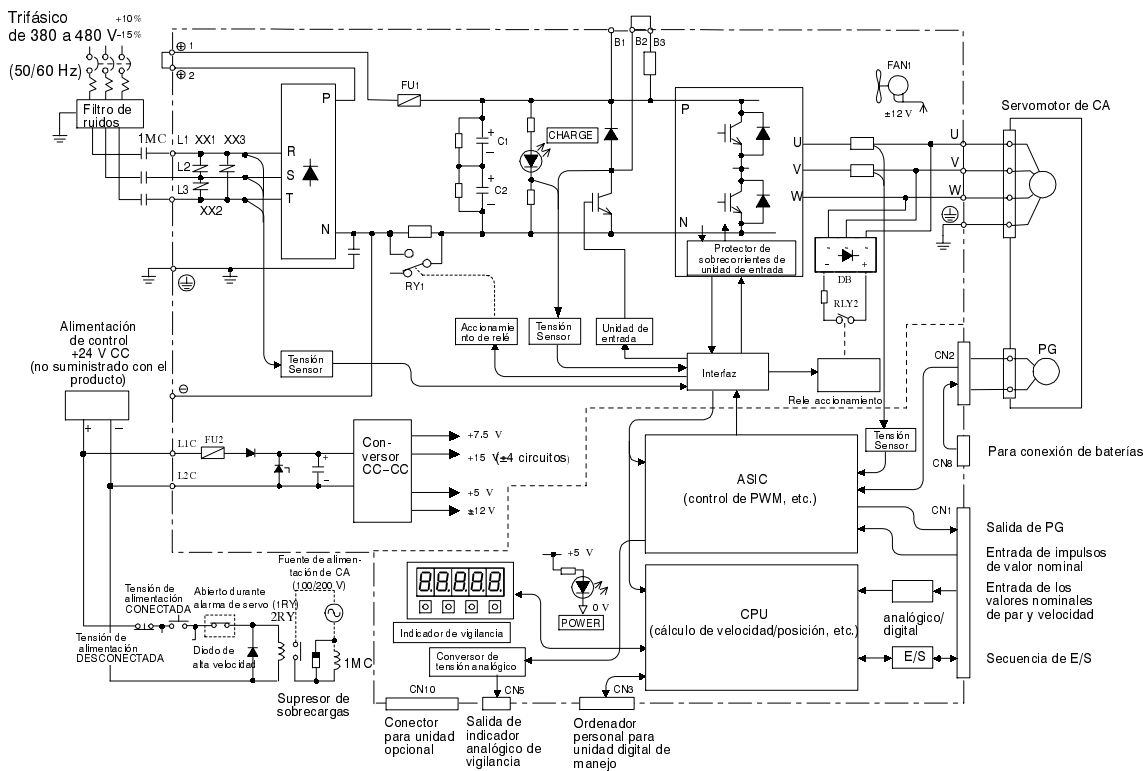 Trifásico
+10%
de 380 a 480 V
-15%
(50/60 Hz)
Filtro de
ruidos
1MC
L1
XX1
XX3
L2
L3
XX2
⊕ 1
⊕ 2
P
R
S
T
N
FU1
+
C1
−
+
C2
−
CHARGE
B1
B2
B3
P
N
Protector de
sobrecorrientes de
unidad de entrada
FAN1
±12 V
U
V
W
U
V
W
Servomotor de CA
−
+
DB
RLY2
RY1
Accionamie
nto de relé
Tensión
Sensor
Unidad de
entrada
Tensión
Sensor
Interfaz
Rele accionamiento
CN2
PG
Alimentación
de control
+24 V CC
(no suministrado con el
producto)
+
−
⊖
L1C
FU2
L2C
+
−
Con-
versor
CC−CC
+7.5 V
+15 V(±4 circuitos)
+5 V
±12 V
Tensión
Sensor
CN8
Para conexión de baterías
ASIC
(control de PWM, etc.)
CN1
Salida de PG
Entrada de impulsos
de valor nominal
Entrada de los
valores nominales
de par y velocidad
analógico/
digital
E/S
Secuencia de E/S
CPU
(cálculo de velocidad/posición, etc.)
+5 V
0 V
POWER
8.8.8.8.8.
Indicador de vigilancia
Conversor de
tensión analógico
Fuente de alimen-
tación de CA
(100/200 V)
Tensión de
alimentación
CONECTADA
Abierto durante
alarma de servo
(1RY)
2RY
Tensión de
alimentación
DESCONECTADA
Diodo de
alta velocidad
1MC
Supresor de
sobrecargas
CN10
Conector
para unidad
opcional
CN5
Salida de
indicador
analógico de
vigilancia
CN3
Ordenador
personal para
unidad digital de
manejo